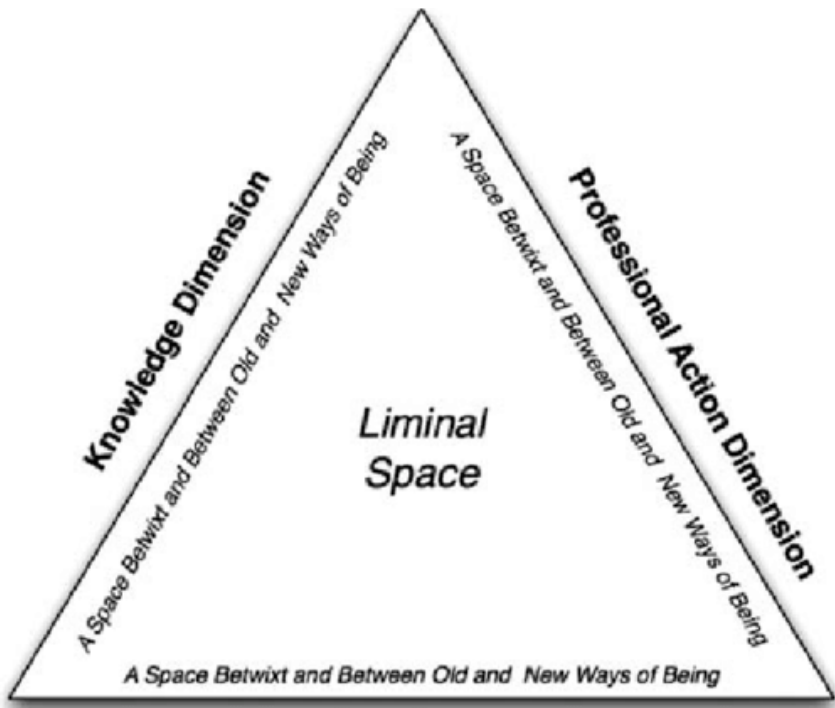 Knowledge Dimension
A Space Betwixt and Between Old and New Ways of Being
A Space Betwixt and Between Old and New Ways of Being
Professional Action Dimension
Liminal
Space
A Space Betwixt and Between Old and New Ways of Being